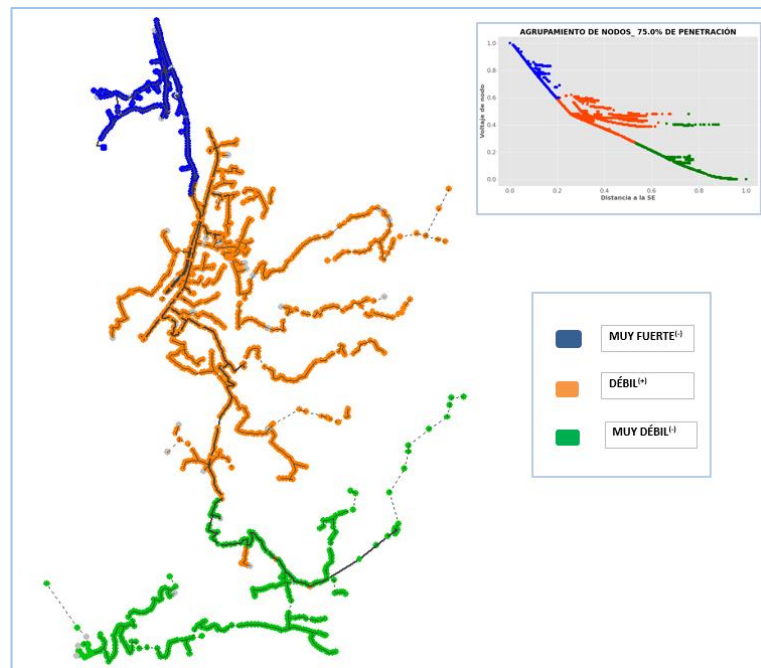 AGRUPAMIENTO DE NODOS_ 75.0% DE PENETRACIÓN
Voltaje de nodo
1.0
0.8
0.6
0.4
0.2
0.0
0.0 0.2 0.4 0.6 0.8 1.0
Distancia a la SE
MUY FUERTE(-)
DÉBIL(+)
MUY DÉBIL(-)